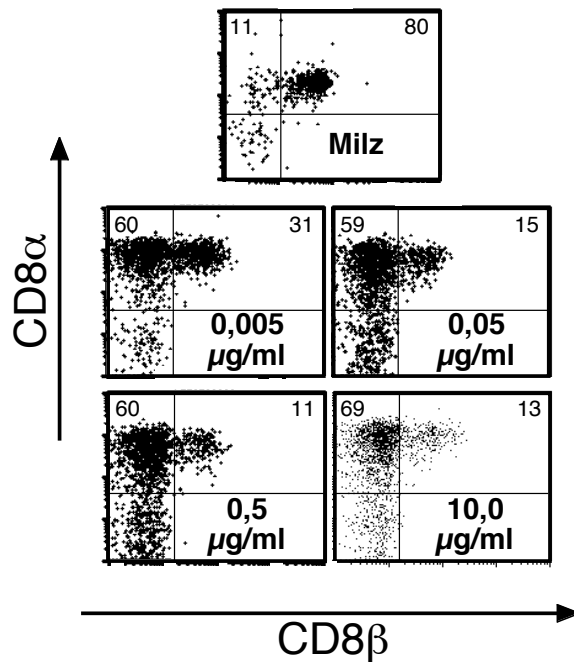 11 80
Milz
60 31
0,005
µg/ml
59 15
0,05
µg/ml
60 11
0,5
µg/ml
69 13
10,0
µg/ml
CD8α
CD8β